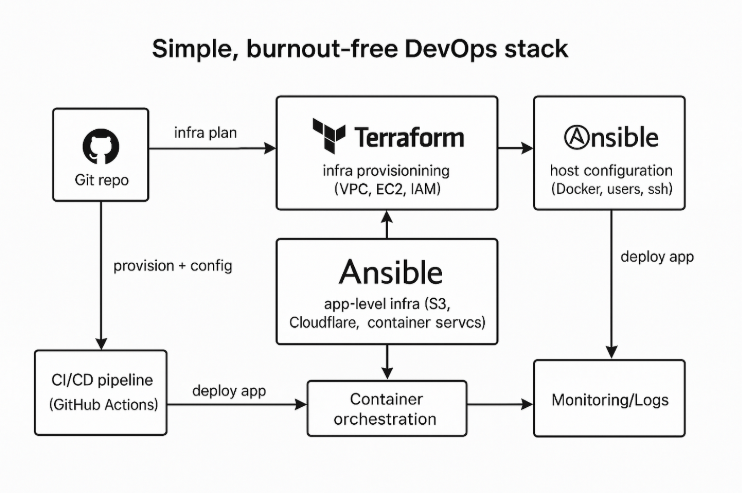 Simple, burnout-free DevOps stack
Git repo
infra plan
Terraform
infra provisionining
(VPC, EC2, IAM)
Ansible
host configuration
(Docker, users, ssh)
provision + config
Ansible
app-level infra (S3,
Cloudflare, container servcs)
deploy app
CI/CD pipeline
(GitHub Actions)
deploy app
Container
orchestration
Monitoring/Logs